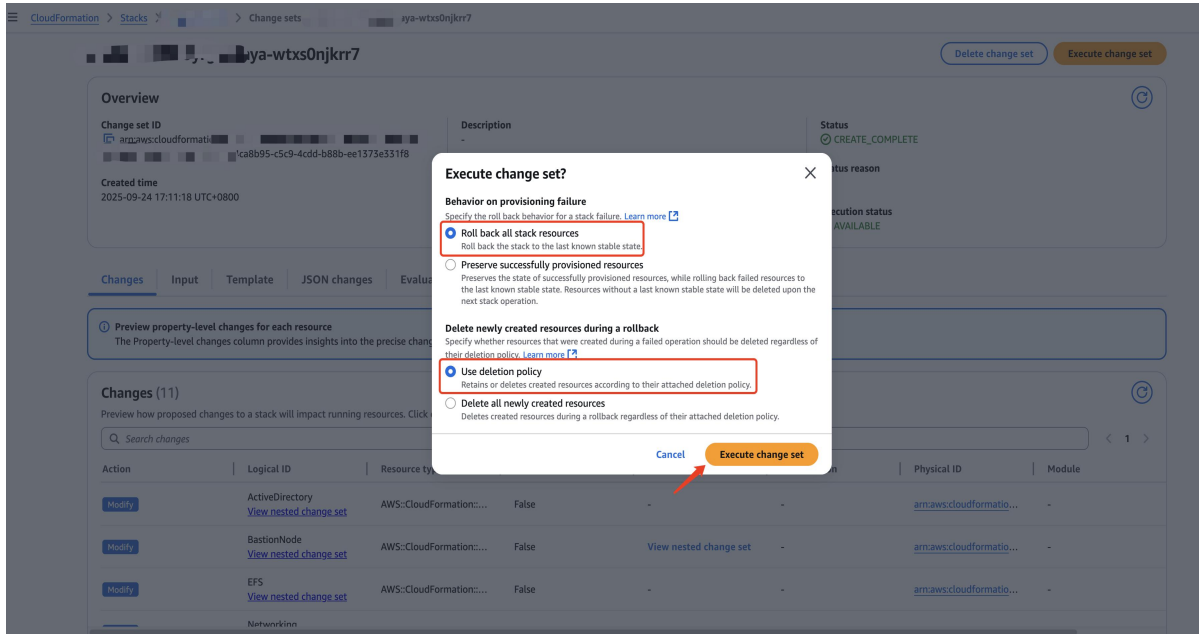 CloudFormation > Stacks > > Change sets aya-wtxs0njkrr7
ya-wtxs0njkrr7
Delete change set
Execute change set
Overview
Change set ID
Description
Status
arn:aws:cloudformati
-
CREATE_COMPLETE
ca8b95-c5c9-4cdd-b88b-ee1373e331f8
tus reason
Created time
2025-09-24 17:11:18 UTC+0800
ecution status
AVAILABLE
Execute change set?
Behavior on provisioning failure
Specify the roll back behavior for a stack failure. Learn more
Roll back all stack resources
Roll back the stack to the last known stable state.
Preserve successfully provisioned resources
Preserves the state of successfully provisioned resources, while rolling back failed resources to
the last known stable state. Resources without a last known stable state will be deleted upon the
next stack operation.
Delete newly created resources during a rollback
Specify whether resources that were created during a failed operation should be deleted regardless of
their deletion policy. Learn more
Use deletion policy
Retains or deletes created resources according to their attached deletion policy.
Delete all newly created resources
Deletes created resources during a rollback regardless of their attached deletion policy.
Cancel
Execute change set
Changes Input Template JSON changes Evalua
Preview property-level changes for each resource
The Property-level changes column provides insights into the precise chang
Changes (11)
Preview how proposed changes to a stack will impact running resources. Click
Search changes
< 1 >
Action Logical ID Resource ty n Physical ID Module
Modify ActiveDirectory AWS::CloudFormation::... False - - arn:aws:cloudformatio... -
View nested change set
Modify BastionNode AWS::CloudFormation::... False View nested change set - arn:aws:cloudformatio... -
View nested change set
Modify EFS AWS::CloudFormation::... False - - arn:aws:cloudformatio... -
View nested change set
Networking